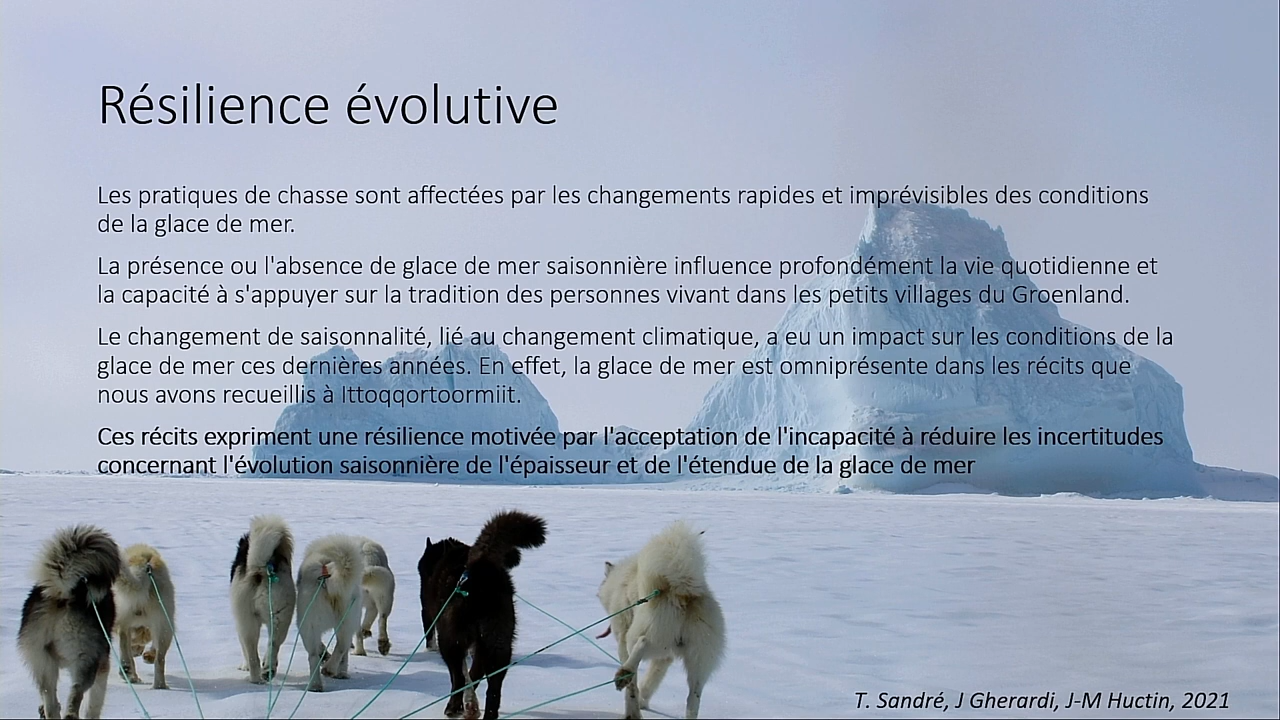 Résilience évolutive
Les pratiques de chasse sont affectées par les changements rapides et imprévisibles des conditions
de la glace de mer.
La présence ou l'absence de glace de mer saisonnière influence profondément la vie quotidienne et
la capacité à s'appuyer sur la tradition des personnes vivant dans les petits villages du Groenland.
Le changement de saisonnalité, lié au changement climatique, a eu un impact sur les conditions de la
glace de mer ces dernières années. En effet, la glace de mer est omniprésente dans les récits que
nous avons recueillis à Ittoqqortoormiit.
Ces récits expriment une résilience motivée par l'acceptation de l'incapacité à réduire les incertitudes
concernant l'évolution saisonnière de l'épaisseur et de l'étendue de la glace de mer
T. Sandré, J Gherardi, J-M Huctin, 2021